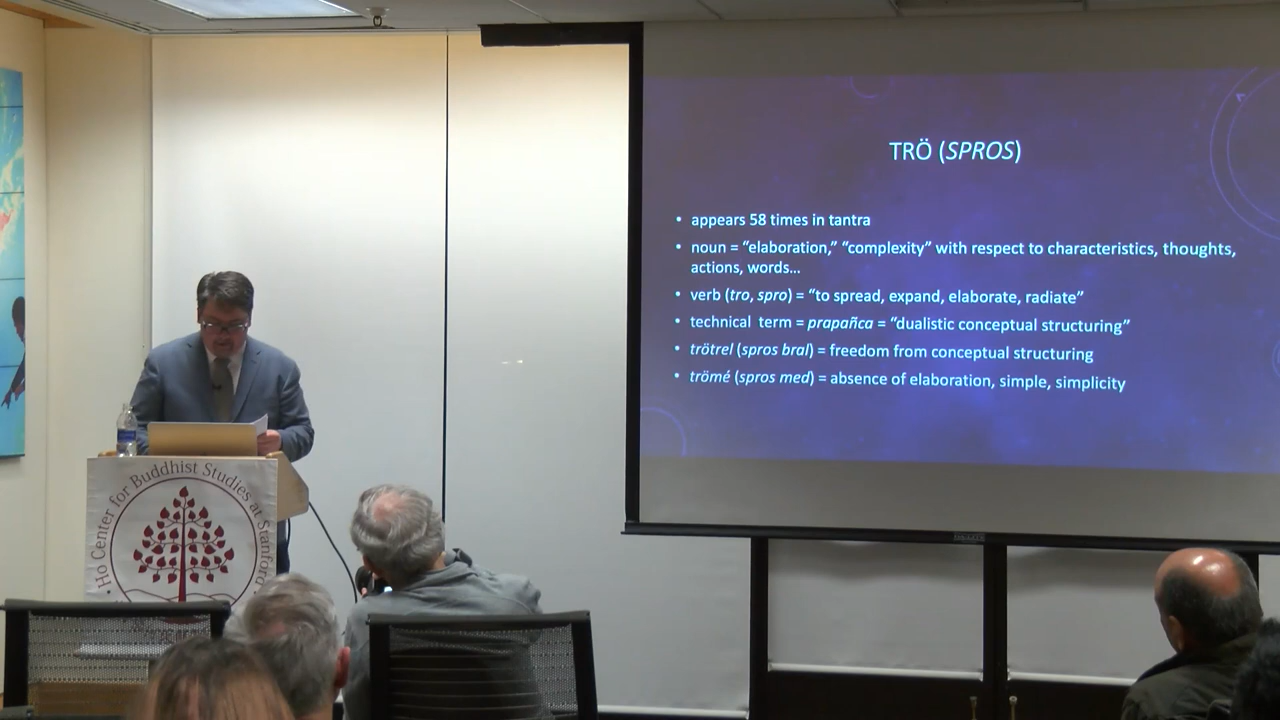 TRÖ (SPROS)
• appears 58 times in tantra
• noun = “elaboration,” “complexity” with respect to characteristics, thoughts,
actions, words...
• verb (tro, spro) = “to spread, expand, elaborate, radiate”
• technical term = prapañca = “dualistic conceptual structuring”
• trötrel (spros bral) = freedom from conceptual structuring
• trömé (spros med) = absence of elaboration, simple, simplicity
• Ho Center for Buddhist Studies at Stanford •